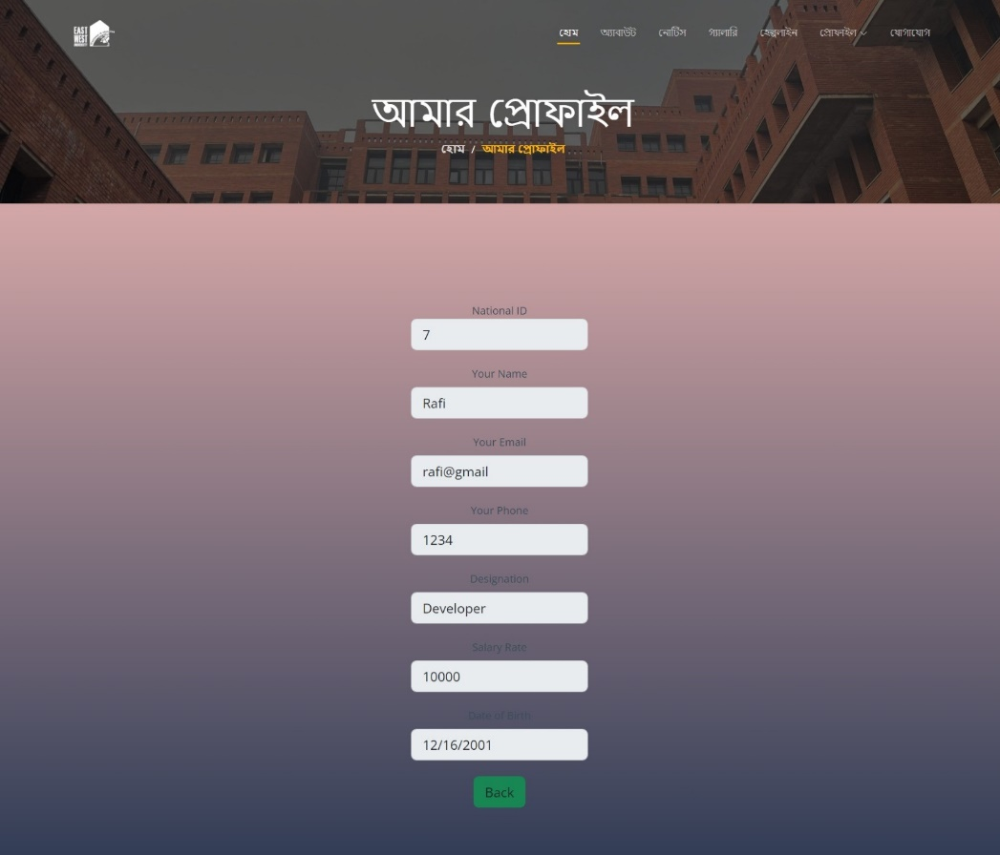 EAST
WEST
হোম অ্যাবাউট নোটিস গ্যালারি হেল্পলাইন প্রোফাইল যোগাযোগ
আমার প্রোফাইল
হোম / আমার প্রোফাইল
National ID
7
Your Name
Rafi
Your Email
rafi@gmail
Your Phone
1234
Designation
Developer
Salary Rate
10000
Date of Birth
12/16/2001
Back